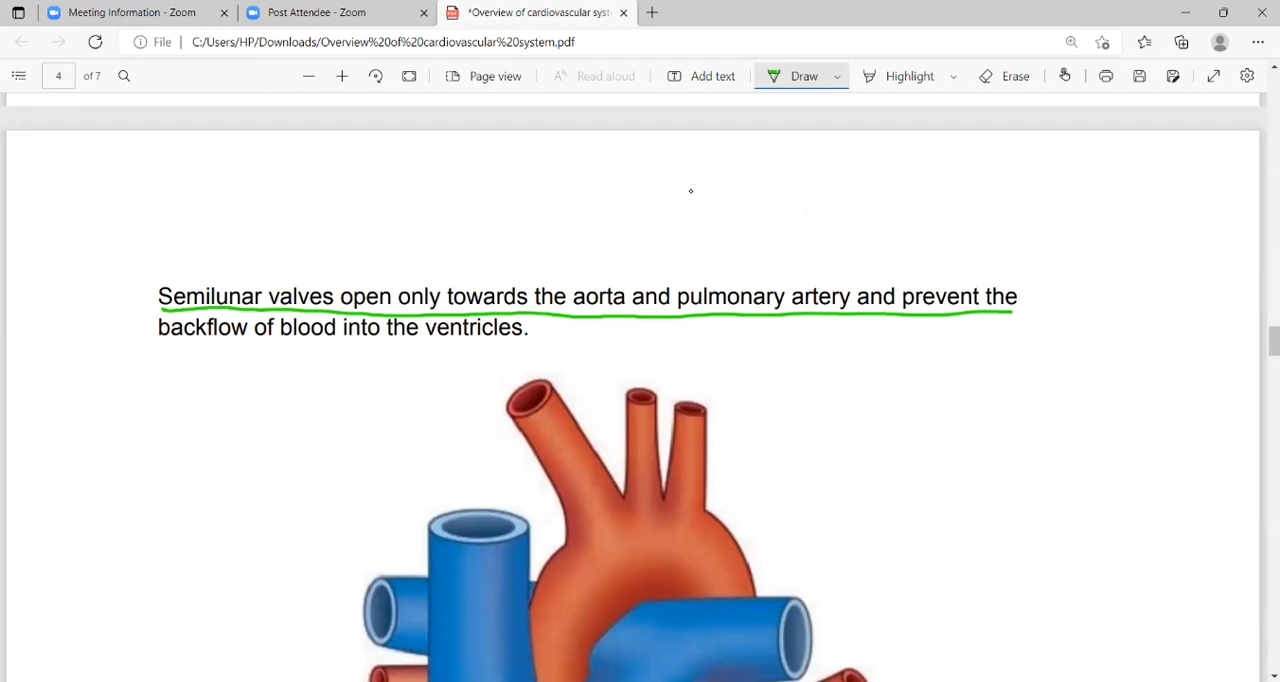 Meeting Information - Zoom
Post Attendee - Zoom
*Overview of cardiovascular syst
File
C:/Users/HP/Downloads/Overview%20of%20cardiovascular%20system.pdf
4 of 7
Page view
Read aloud
Add text
Draw
Highlight
Erase
Semilunar valves open only towards the aorta and pulmonary artery and prevent the
backflow of blood into the ventricles.